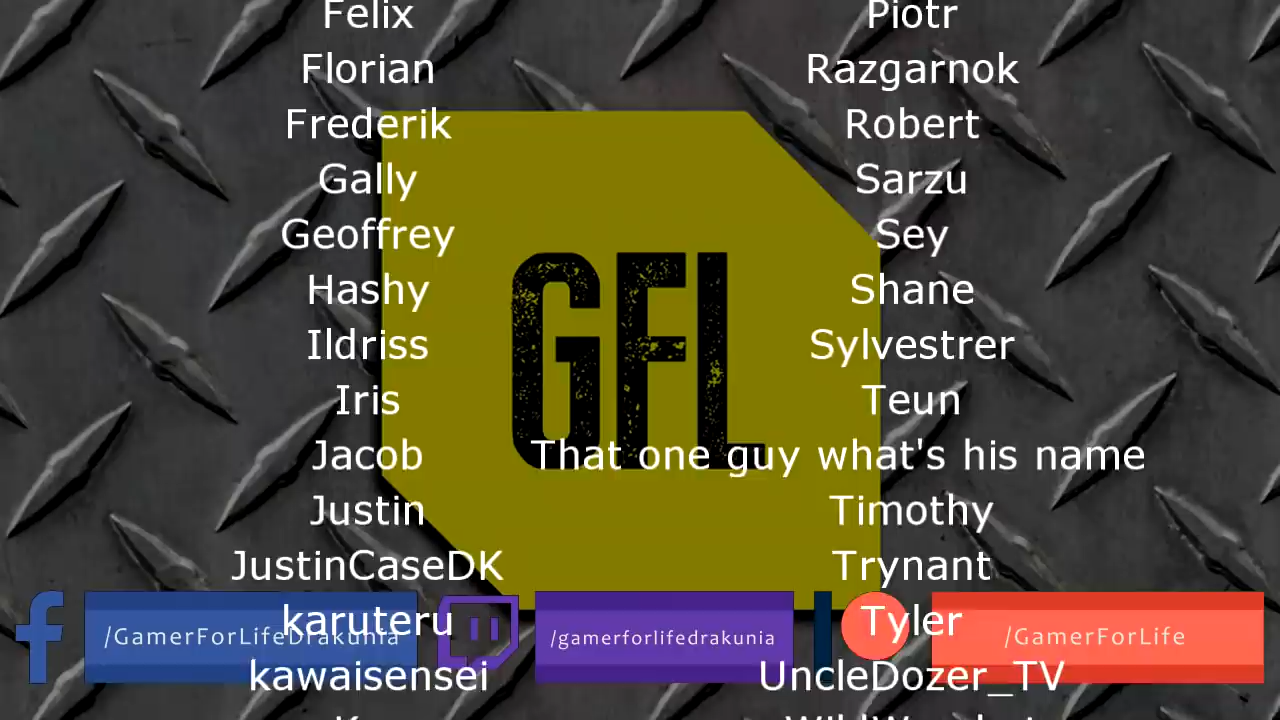 Felix
Florian
Frederik
Gally
Geoffrey
Hashy
Ildriss
Iris
Jacob
Justin
JustinCaseDK
karuteru
kawaisensei
Piotr
Razgarnok
Robert
Sarzu
Sey
Shane
Sylvestrer
Teun
That one guy what's his name
Timothy
Trynant
Tyler
UncleDozer_TV
GFL
/GamerForLifeDrakunia
/gamerforlifedrakunia
/GamerForLife